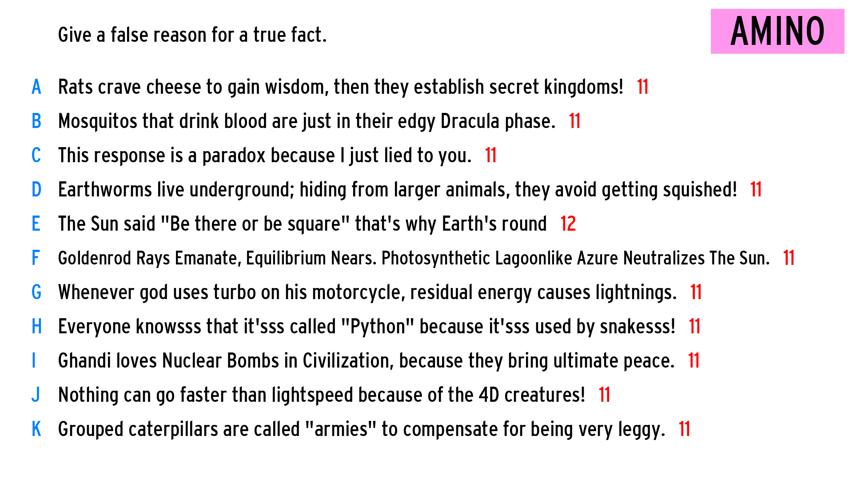 Give a false reason for a true fact.
AMINO
A Rats crave cheese to gain wisdom, then they establish secret kingdoms! 11
B Mosquitos that drink blood are just in their edgy Dracula phase. 11
C This response is a paradox because I just lied to you. 11
D Earthworms live underground; hiding from larger animals, they avoid getting squished! 11
E The Sun said "Be there or be square" that's why Earth's round 12
F Goldenrod Rays Emanate, Equilibrium Nears. Photosynthetic Lagoonlike Azure Neutralizes The Sun. 11
G Whenever god uses turbo on his motorcycle, residual energy causes lightnings. 11
H Everyone knowsss that it'sss called "Python" because it'sss used by snakesss! 11
I Ghandi loves Nuclear Bombs in Civilization, because they bring ultimate peace. 11
J Nothing can go faster than lightspeed because of the 4D creatures! 11
K Grouped caterpillars are called "armies" to compensate for being very leggy. 11